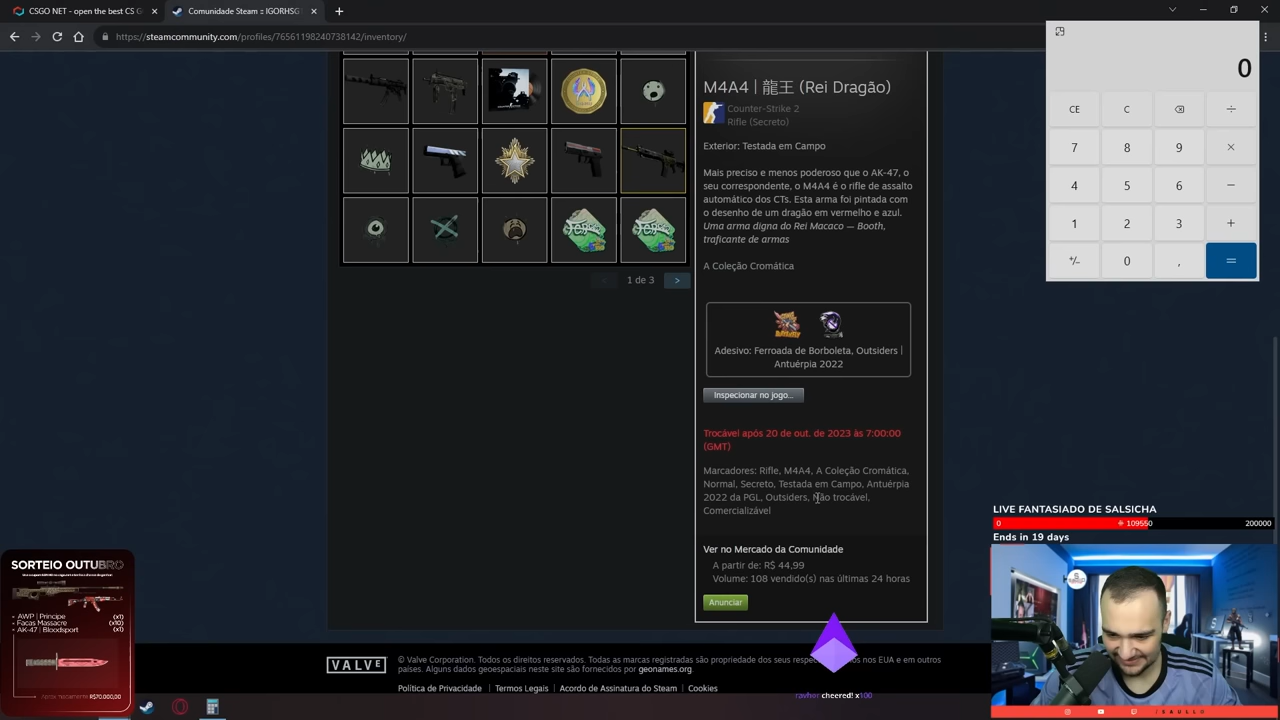 CSGO NET - open the best CS G
Comunidade Steam :: IGORHSG
https://steamcommunity.com/profiles/76561198240738142/inventory/
M4A4 | 龍王 (Rei Dragão)
Counter-Strike 2
Rifle (Secreto)
Exterior: Testada em Campo
Mais preciso e menos poderoso que o AK-47, o
seu correspondente, o M4A4 é o rifle de assalto
automático dos CTs. Esta arma foi pintada com
o desenho de um dragão em vermelho e azul.
Uma arma digna do Rei Macaco — Booth,
traficante de armas
A Coleção Cromática
Adesivo: Ferroada de Borboleta, Outsiders |
Antuérpia 2022
Inspecionar no jogo...
Trocável após 20 de out. de 2023 às 7:00:00
(GMT)
Marcadores: Rifle, M4A4, A Coleção Cromática,
Normal, Secreto, Testada em Campo, Antuérpia
2022 da PGL, Outsiders, Não trocável,
Comercializável
Ver no Mercado da Comunidade
A partir de: R$ 44,99
Volume: 108 vendido(s) nas últimas 24 horas
Anunciar
1 de 3
>
0
CE C ÷
7 8 9 ×
4 5 6 −
1 2 3 +
+/− 0 , =
LIVE FANTASIADO DE SALSICHA
0 109550 200000
Ends in 19 days
SORTEIO OUTUBRO
AWP | Príncipe (x1)
Facas Massacre (x10)
AK-47 | Bloodsport (x1)
R$70.000,00
VALVE
© Valve Corporation. Todos os direitos reservados. Todas as marcas registradas são propriedade dos seus respec nos EUA e em outros
países. Alguns dados geoespaciais neste site são fornecidos por geonames.org.
Política de Privacidade | Termos Legais | Acordo de Assinatura do Steam | Cookies
ravher cheered! x100
/SAULLO